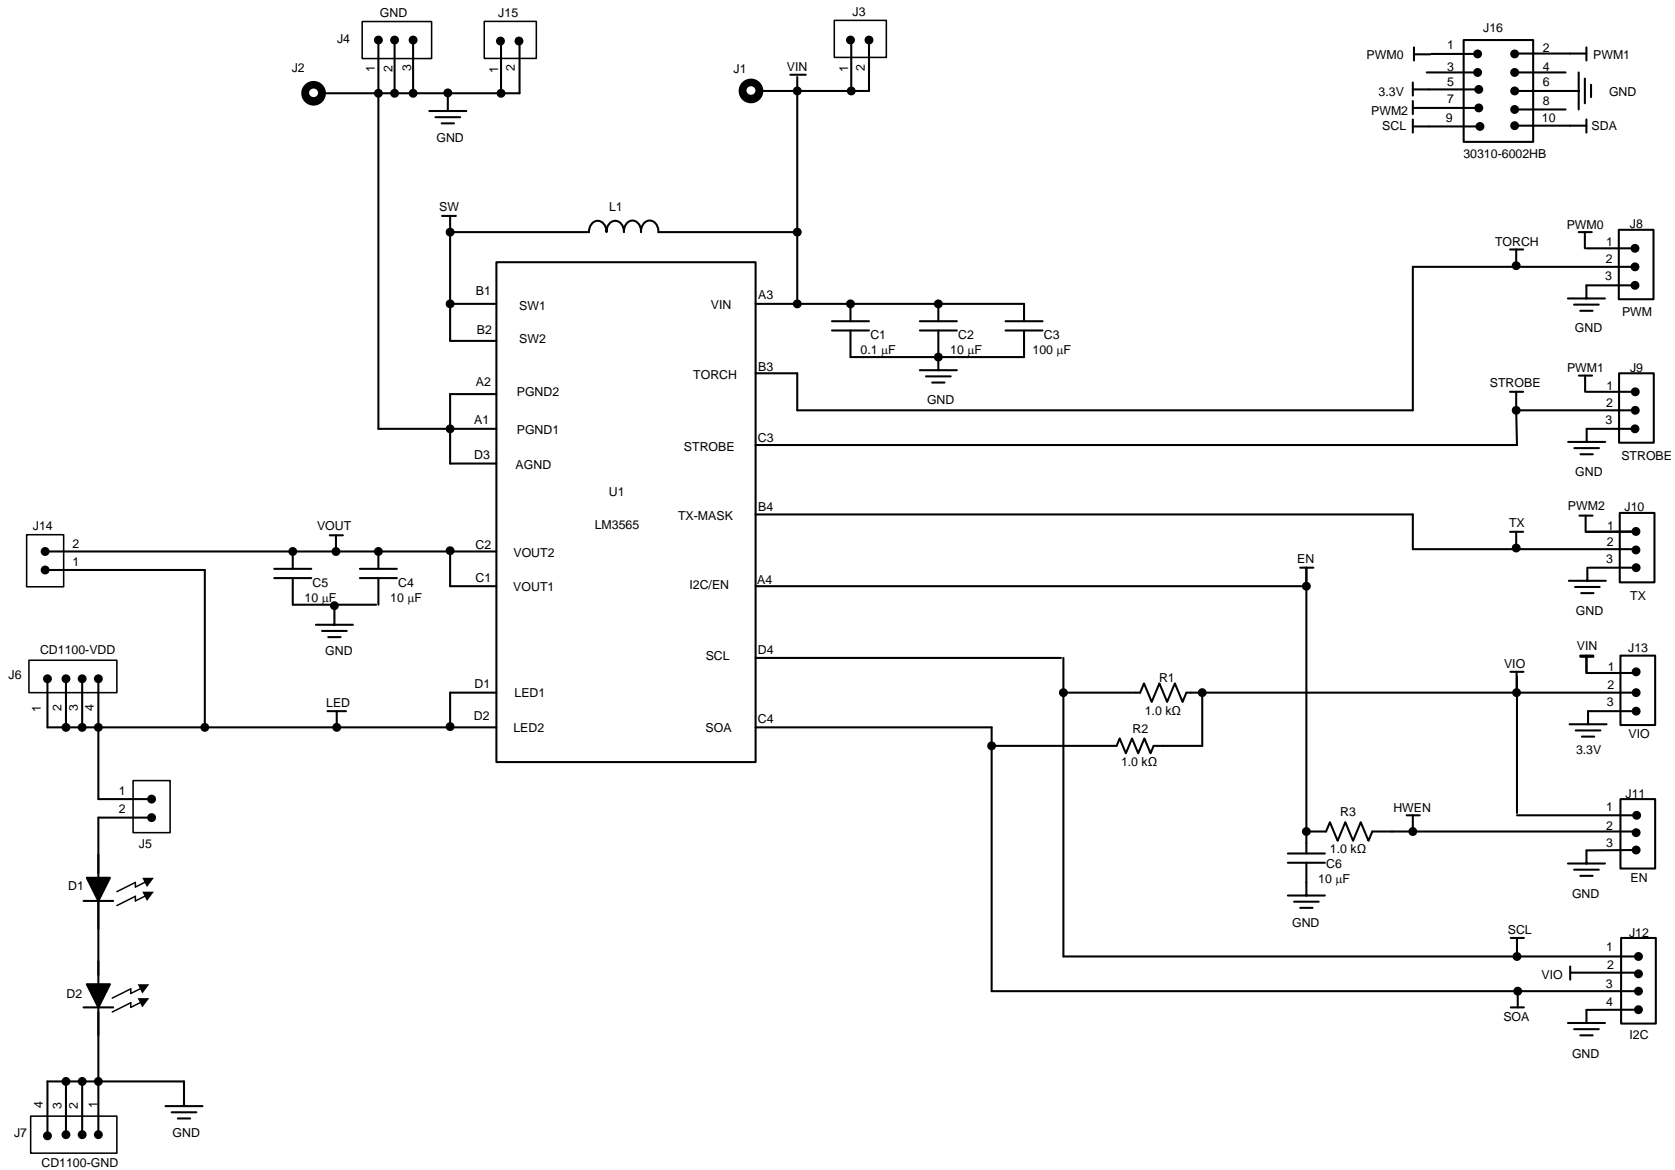 GND
J4
1
2
3
J15
1
2
J2
GND
J3
1
2
J1
VIN
J16
PWM0
1
2
PWM1
3
4
3.3V
5
6
GND
PWM2
7
8
SCL
9
10
SDA
30310-6002HB
SW
L1
B1
SW1
B2
SW2
A2
PGND2
A1
PGND1
D3
AGND
U1
LM3565
C2
VOUT2
C1
VOUT1
D1
LED1
D2
LED2
VIN
A3
TORCH
B3
STROBE
C3
TX-MASK
B4
I2C/EN
A4
SCL
D4
SOA
C4
C1
0.1 µF
C2
10 µF
C3
100 µF
GND
TORCH
PWM0
J8
1
2
3
GND
PWM
STROBE
PWM1
J9
1
2
3
GND
STROBE
TX
PWM2
J10
1
2
3
GND
TX
VIO
VIN
J13
1
2
3
3.3V
VIO
EN
R1
1.0 kΩ
R2
1.0 kΩ
R3
1.0 kΩ
HWEN
C6
10 µF
GND
J11
1
2
3
GND
EN
SCL
J12
1
VIO
2
3
SOA
4
GND
I2C
J14
2
1
VOUT
C5
10 µF
C4
10 µF
GND
CD1100-VDD
J6
1
2
3
4
LED
1
2
J5
D1
D2
4
3
2
1
J7
GND
CD1100-GND